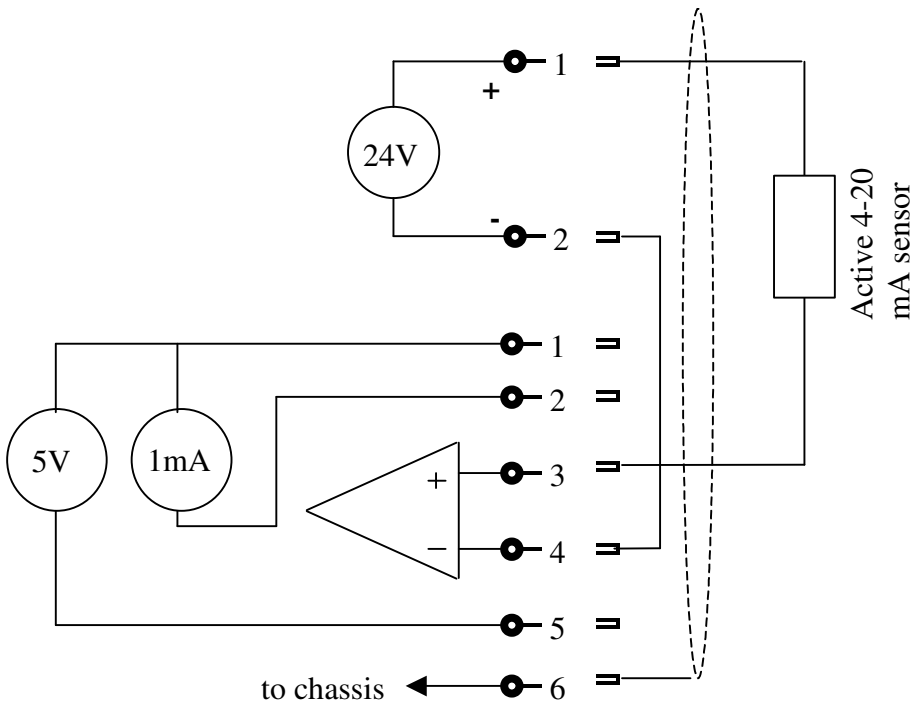 1
+
24V
-
2
1
2
5V
1mA
+
3
−
4
5
to chassis
6
Active 4-20
mA sensor